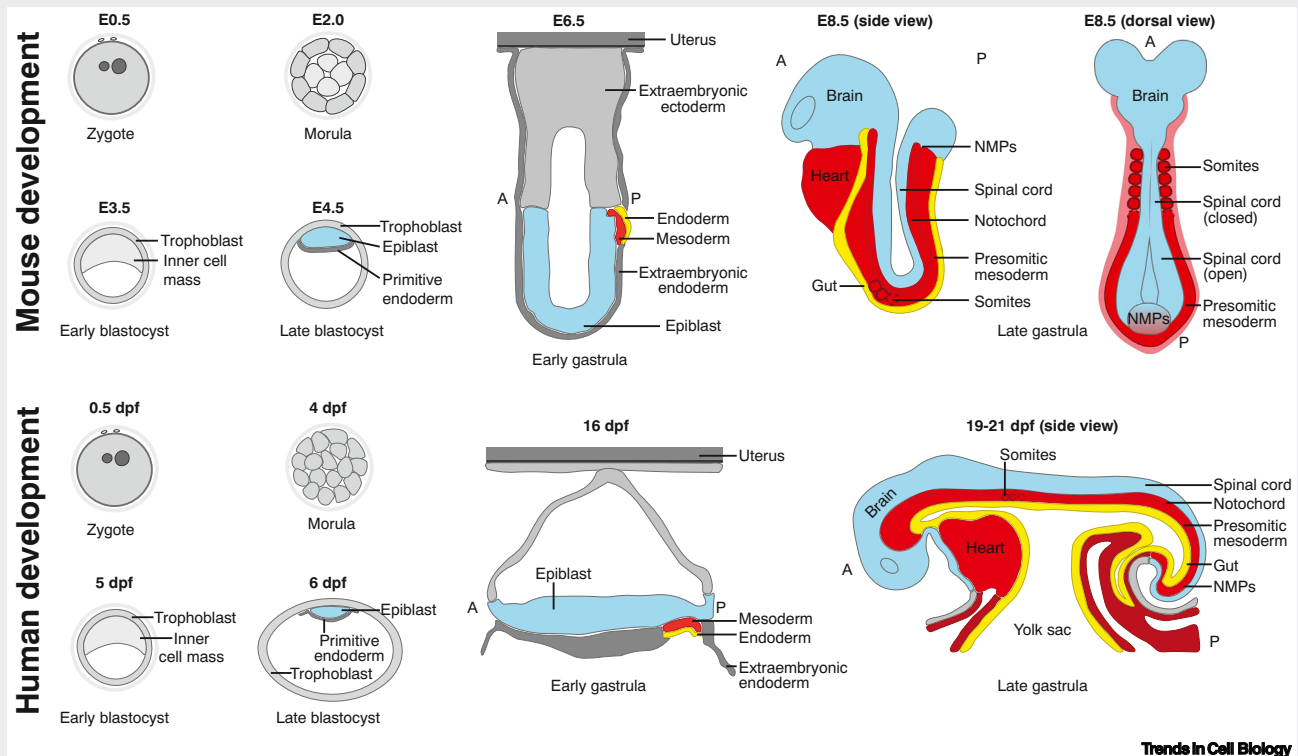 Mouse development
E0.5
Zygote
E2.0
Morula
E3.5
Trophoblast
Inner cell
mass
Early blastocyst
E4.5
Trophoblast
Epiblast
Primitive
endoderm
Late blastocyst
E6.5
Uterus
Extraembryonic
ectoderm
A
P
Endoderm
Mesoderm
Extraembryonic
endoderm
Epiblast
Early gastrula
E8.5 (side view)
A
P
Brain
Heart
NMPs
Spinal cord
Notochord
Presomitic
mesoderm
Gut
Somites
Late gastrula
E8.5 (dorsal view)
A
Brain
Somites
Spinal cord
(closed)
Spinal cord
(open)
NMPs
Presomitic
mesoderm
P
Human development
0.5 dpf
Zygote
4 dpf
Morula
5 dpf
Trophoblast
Inner
cell mass
Early blastocyst
6 dpf
Epiblast
Primitive
endoderm
Trophoblast
Late blastocyst
16 dpf
Uterus
Epiblast
A
P
Mesoderm
Endoderm
Extraembryonic
endoderm
Early gastrula
19-21 dpf (side view)
Somites
Brain
Spinal cord
Notochord
Presomitic
mesoderm
Heart
A
Gut
NMPs
Yolk sac
P
Late gastrula
Trends in Cell Biology